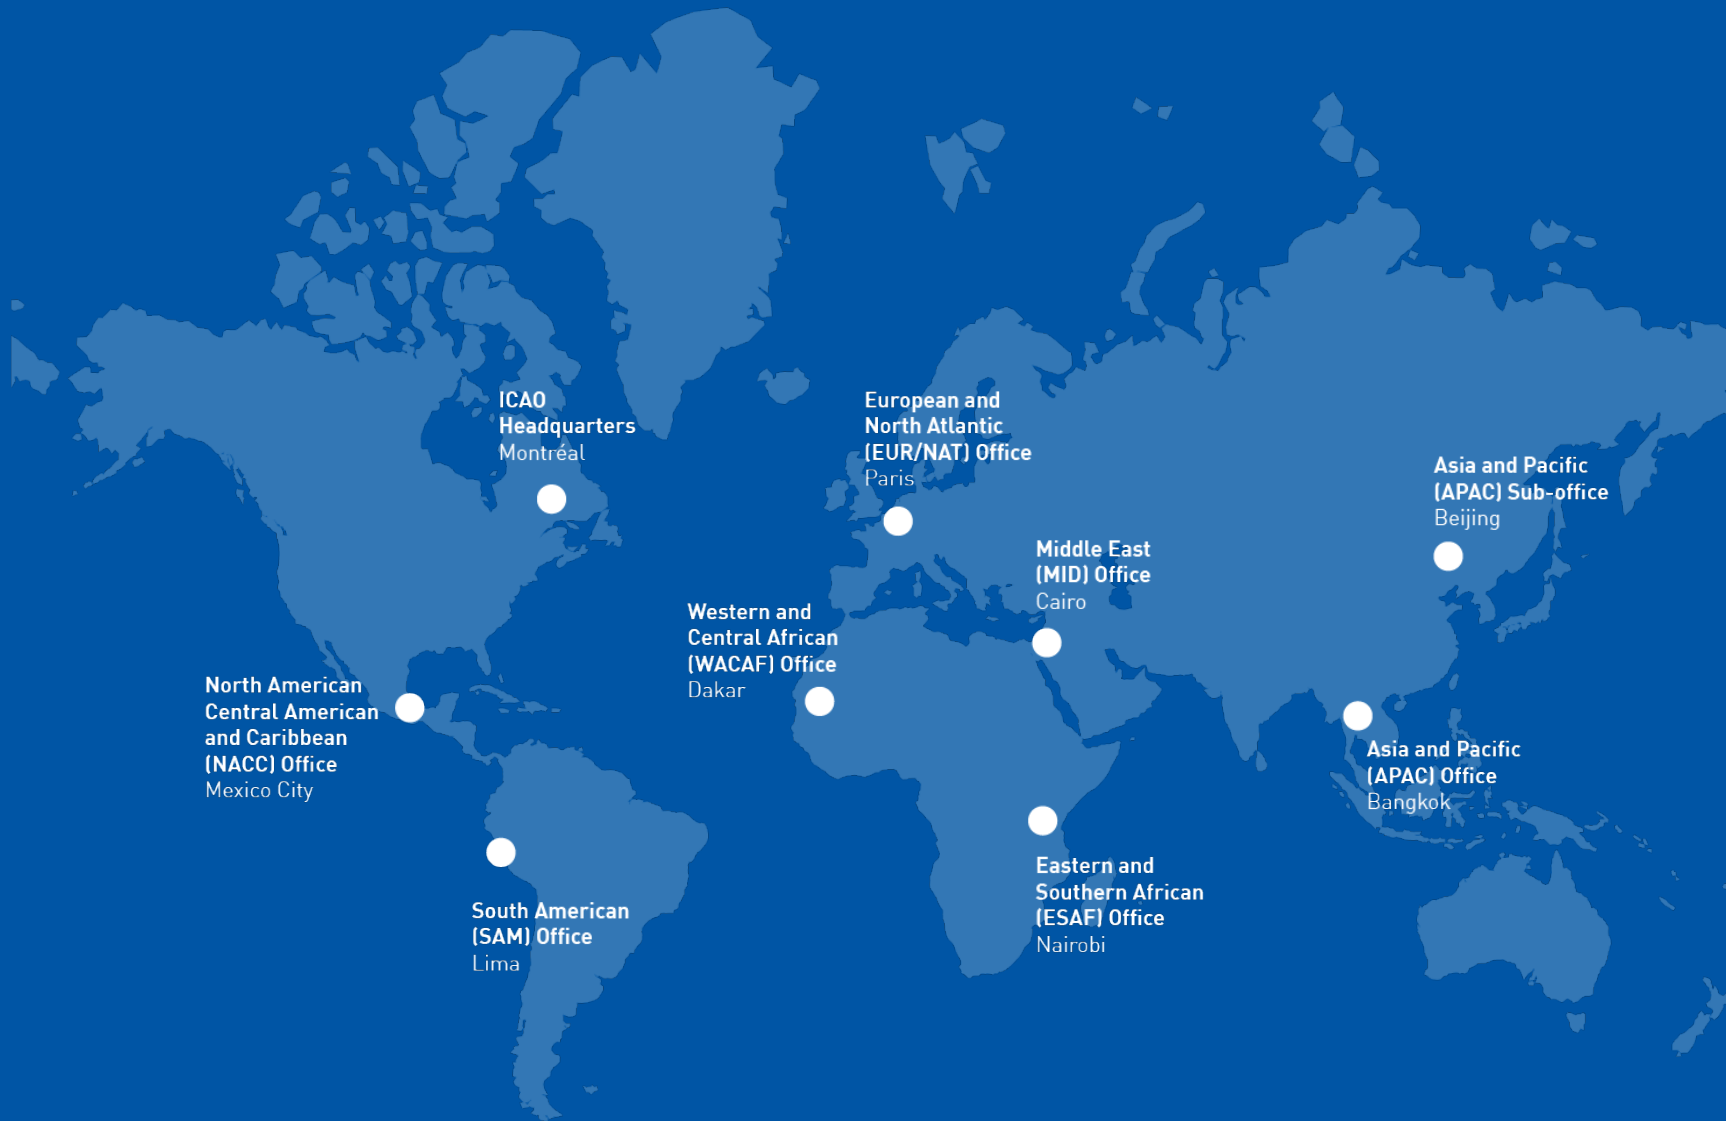 ICAO
Headquarters
Montréal
European and
North Atlantic
(EUR/NAT) Office
Paris
Asia and Pacific
(APAC) Sub-office
Beijing
Middle East
(MID) Office
Cairo
Western and
Central African
(WACAF) Office
Dakar
North American
Central American
and Caribbean
(NACC) Office
Mexico City
Asia and Pacific
(APAC) Office
Bangkok
Eastern and
Southern African
(ESAF) Office
Nairobi
South American
(SAM) Office
Lima